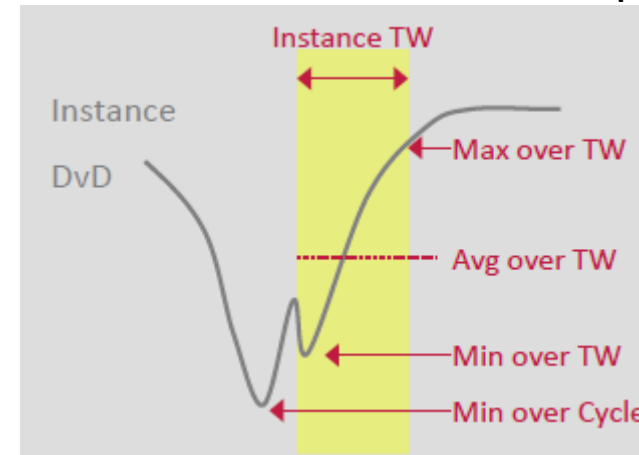 Instance TW
Instance
DvD
Max over TW
Avg over TW
Min over TW
Min over Cycle